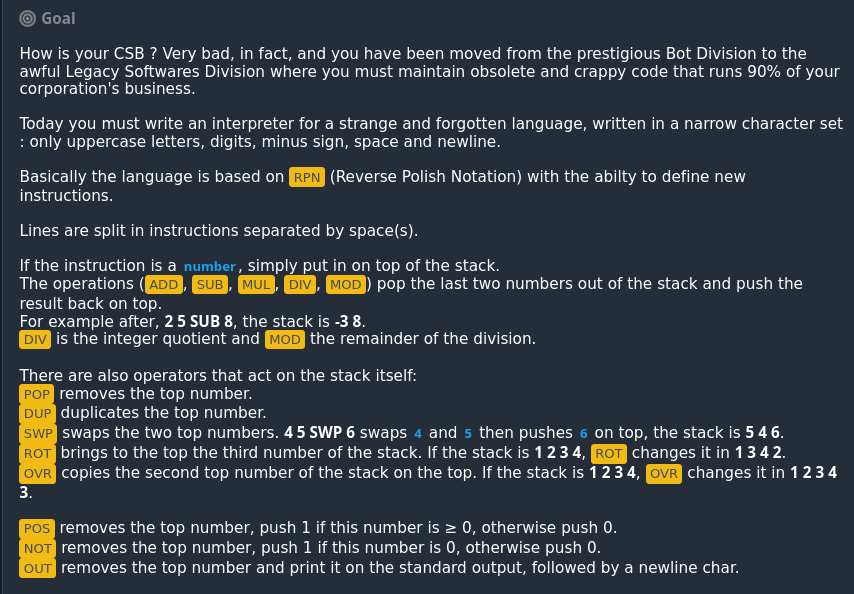 Goal
How is your CSB ? Very bad, in fact, and you have been moved from the prestigious Bot Division to the
awful Legacy Softwares Division where you must maintain obsolete and crappy code that runs 90% of your
corporation's business.
Today you must write an interpreter for a strange and forgotten language, written in a narrow character set
: only uppercase letters, digits, minus sign, space and newline.
Basically the language is based on RPN (Reverse Polish Notation) with the abilty to define new
instructions.
Lines are split in instructions separated by space(s).
If the instruction is a number, simply put in on top of the stack.
The operations (ADD, SUB, MUL, DIV, MOD) pop the last two numbers out of the stack and push the
result back on top.
For example after, 2 5 SUB 8, the stack is -3 8.
DIV is the integer quotient and MOD the remainder of the division.
There are also operators that act on the stack itself:
POP removes the top number.
DUP duplicates the top number.
SWP swaps the two top numbers. 4 5 SWP 6 swaps 4 and 5 then pushes 6 on top, the stack is 5 4 6.
ROT brings to the top the third number of the stack. If the stack is 1 2 3 4, ROT changes it in 1 3 4 2.
OVR copies the second top number of the stack on the top. If the stack is 1 2 3 4, OVR changes it in 1 2 3 4
3.
POS removes the top number, push 1 if this number is ≥ 0, otherwise push 0.
NOT removes the top number, push 1 if this number is 0, otherwise push 0.
OUT removes the top number and print it on the standard output, followed by a newline char.